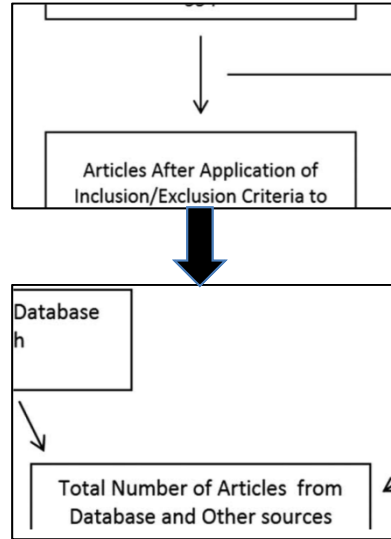 Articles After Application of
Inclusion/Exclusion Criteria to
Database
h
Total Number of Articles from
Database and Other sources